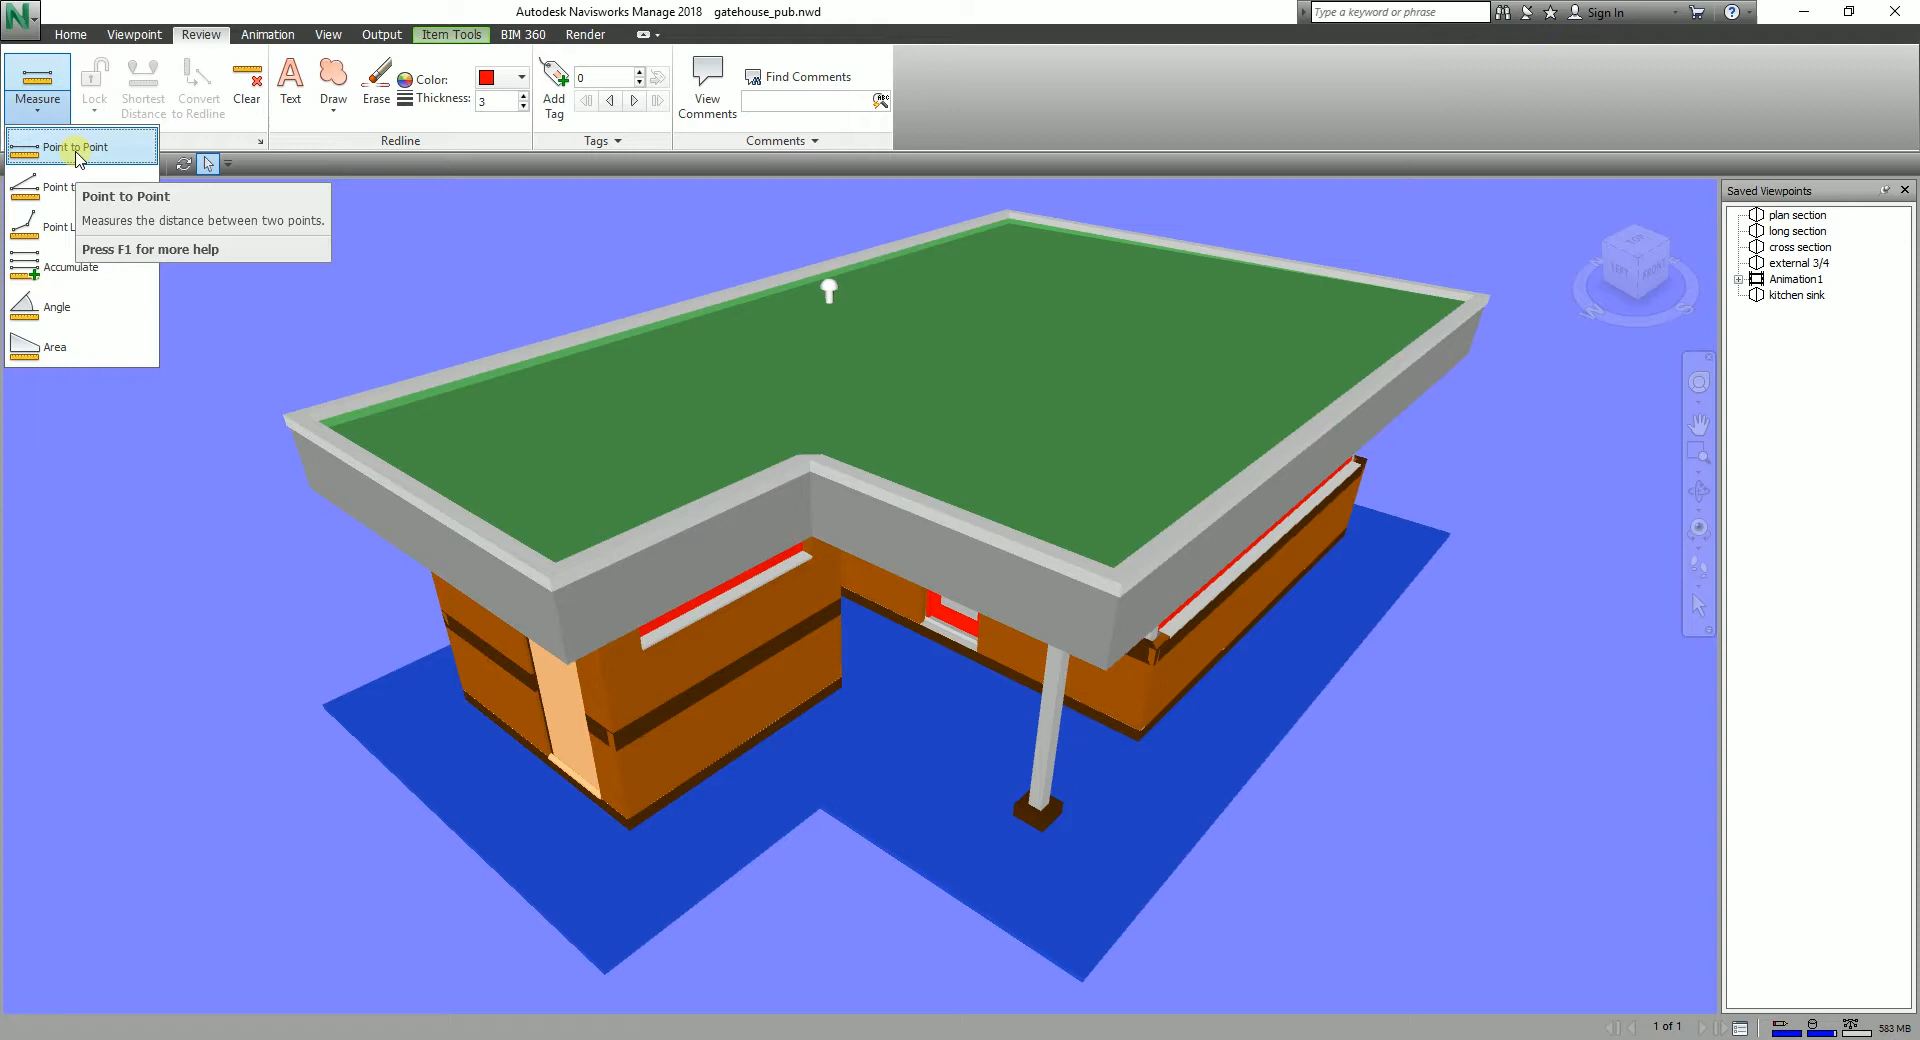 Autodesk Navisworks Manage 2018 gatehouse_pub.nwd
Type a keyword or phrase
Sign In
Home Viewpoint Review Animation View Output Item Tools BIM 360 Render
Measure
Lock
Shortest
Distance
Convert
to Redline
Clear
Text
Draw
Erase
Color:
Thickness: 3
Redline
Add
Tag
0
Tags
View
Comments
Find Comments
Comments
Point to Point
Point t
Point L
Accumulate
Angle
Area
Point to Point
Measures the distance between two points.
Press F1 for more help
TOP
LEFT
FRONT
W
S
Saved Viewpoints
plan section
long section
cross section
external 3/4
Animation1
kitchen sink
1 of 1
583 MB